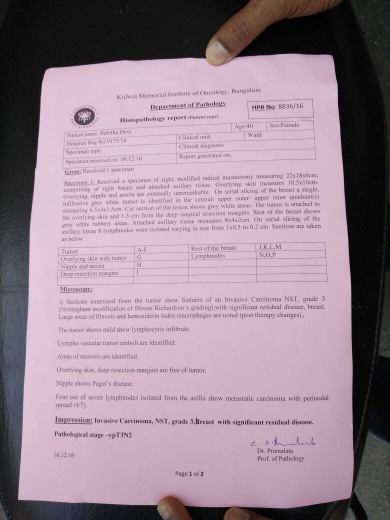 Kidwai Memorial Institute of Oncology, Bangalore
Department of Pathology
HPR No: 8836/16
Histopathology report (Patient copy)
Patient name: Babitha Devi Age:40 Sex:Female
Hospital Reg No:9175/16 Clinical unit: Ward
Specimen type: Clinical diagnosis
Specimen received on: 09.12.16 Report generated on:
Gross: Received 1 specimen
Specimen 1: Received a specimen of right, modified radical mastectomy measuring 22x18x6cm,
comprising of right breast and attached axillary tissue. Overlying skin measures 10.5x10cm.
Overlying, nipple and areola are externally unremarkable. On serial slicing of the breast a single,
infiltrative grey white tumor is identified in the central/ upper outer/ upper inner quadrant(s)
measuring 6.5x4x1.5cm. Cut section of the lesion shows grey white areas. The tumor is attached to
the overlying skin and 1.5 cm from the deep surgical resection margins. Rest of the breast shows
grey white rubbery areas. Attached axillary tissue measures 8x4x2cm. On serial slicing of the
axillary tissue 8 lymphnodes were isolated varying in size from 1x0.5 to 0.2 cm. Sections are taken
as below
Tumor A-F Rest of the breast J,K,L,M
Overlying skin with tumor G Lymphnodes N,O,P
Nipple and areola H
Deep resection margins I
Microscopy:
i) Sections examined from the tumor show features of an Invasive Carcinoma NST, grade 3
(Nottingham modification of Bloom Richardson's grading),with significant residual disease, breast.
Large areas of fibrosis and hemosiderin laden macrophages are noted (post therapy changes).
The tumor shows mild show lymphocytic infiltrate.
Lympho vascular tumor emboli are identified.
Areas of necrosis are identified.
Overlying skin, deep resection margins are free of tumor.
Nipple shows Paget's disease.
Four out of seven lymphnodes isolated from the axilla show metastatic carcinoma with perinodal
spread (4/7).
Impression: Invasive Carcinoma, NST, grade 3,Breast with significant residual disease.
Pathological stage –ypT3N2
16.12.16
Dr. Premalata
Prof. of Pathology
Page 1 of 2